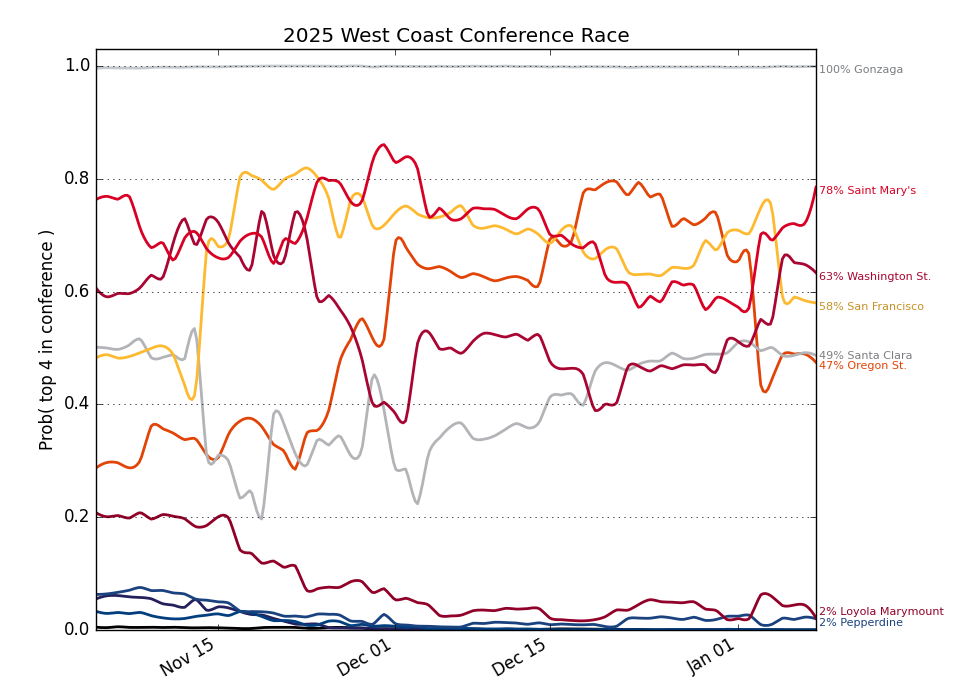 2025 West Coast Conference Race
Prob( top 4 in conference )
1.0
0.8
0.6
0.4
0.2
0.0
100% Gonzaga
78% Saint Mary's
63% Washington St.
58% San Francisco
49% Santa Clara
47% Oregon St.
2% Loyola Marymount
2% Pepperdine
Nov 15
Dec 01
Dec 15
Jan 01